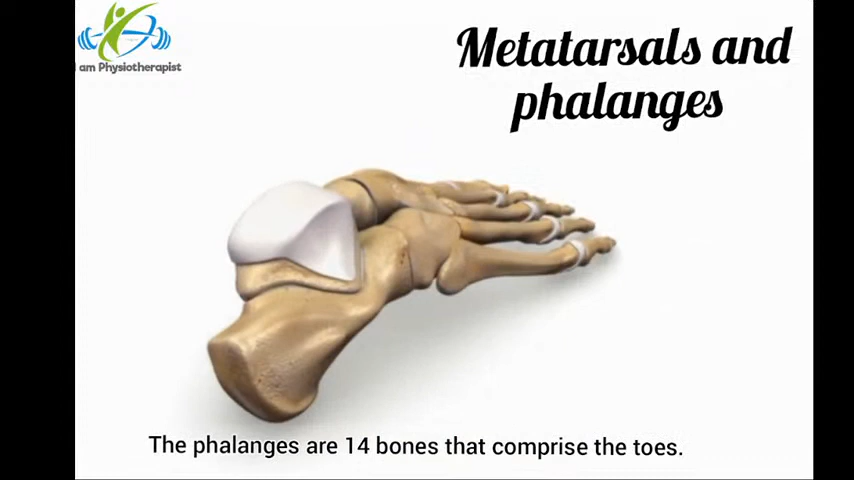 I am Physiotherapist
Metatarsals and
phalanges
The phalanges are 14 bones that comprise the toes.